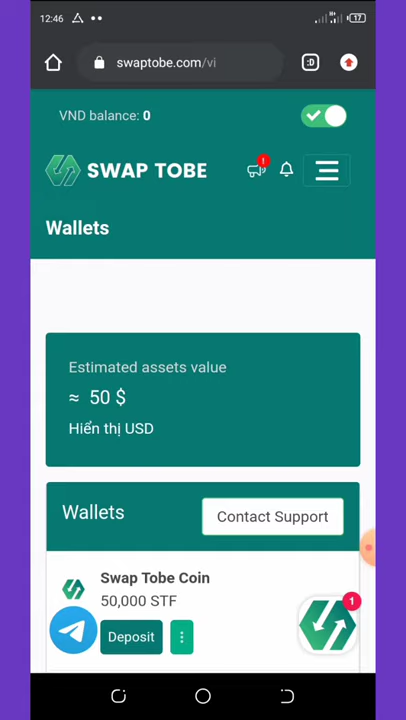 12:46
17
swaptobe.com/vi
:D
VND balance: 0
SWAP TOBE
!
Wallets
Estimated assets value
≈ 50 $
Hiển thị USD
Wallets
Contact Support
Swap Tobe Coin
50,000 STF
1
Deposit